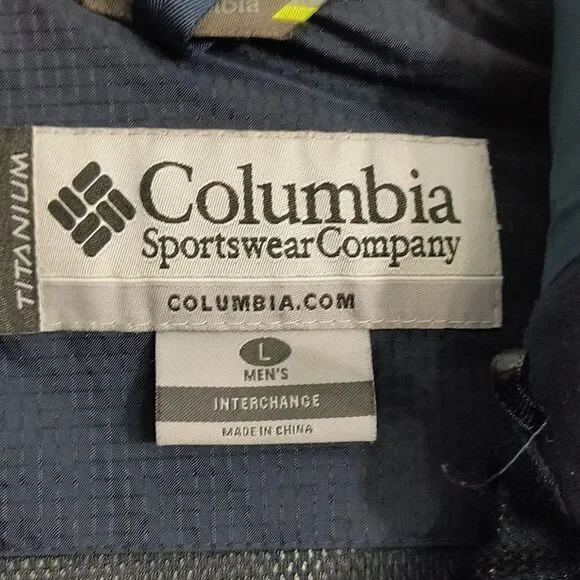 TITANIUM
Columbia
Sportswear Company
COLUMBIA.COM
L
MEN'S
INTERCHANGE
MADE IN CHINA